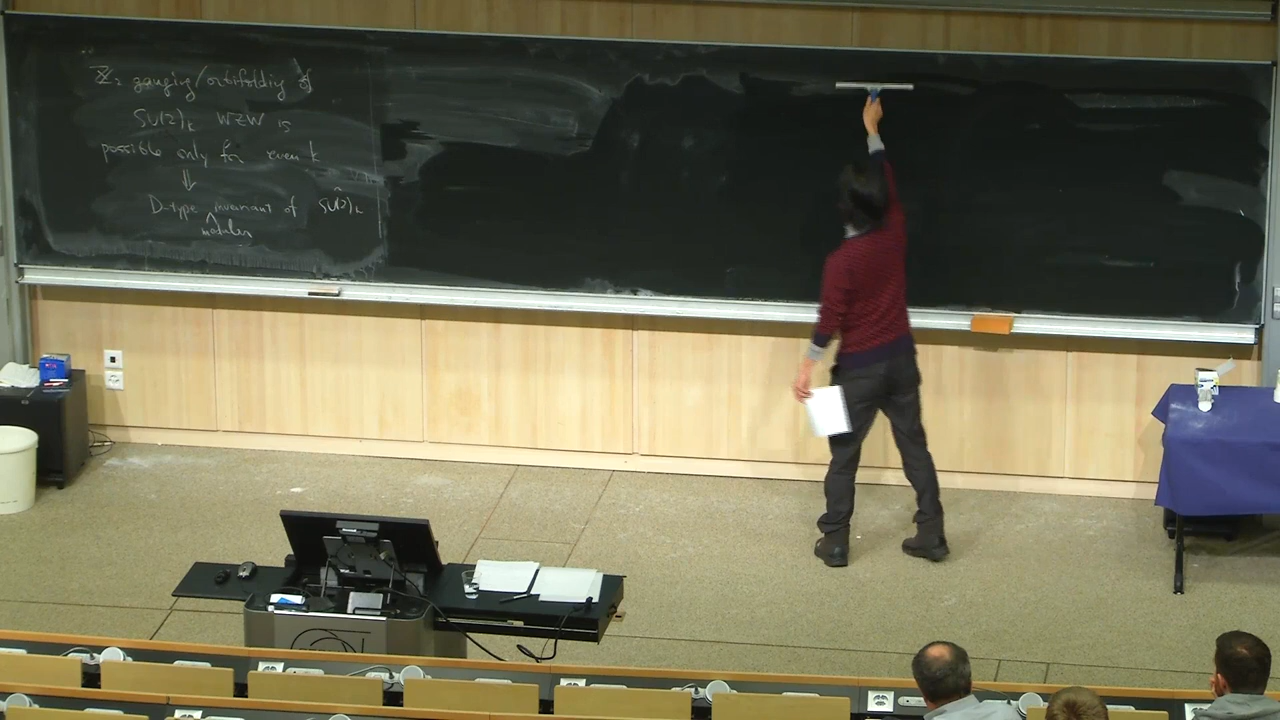 ℤ₂ gauging/orbifolding of
SU(2)ₖ WZW is
possible only for even k
⇓
D-type invariant of SU(2)ₖ
^
modular